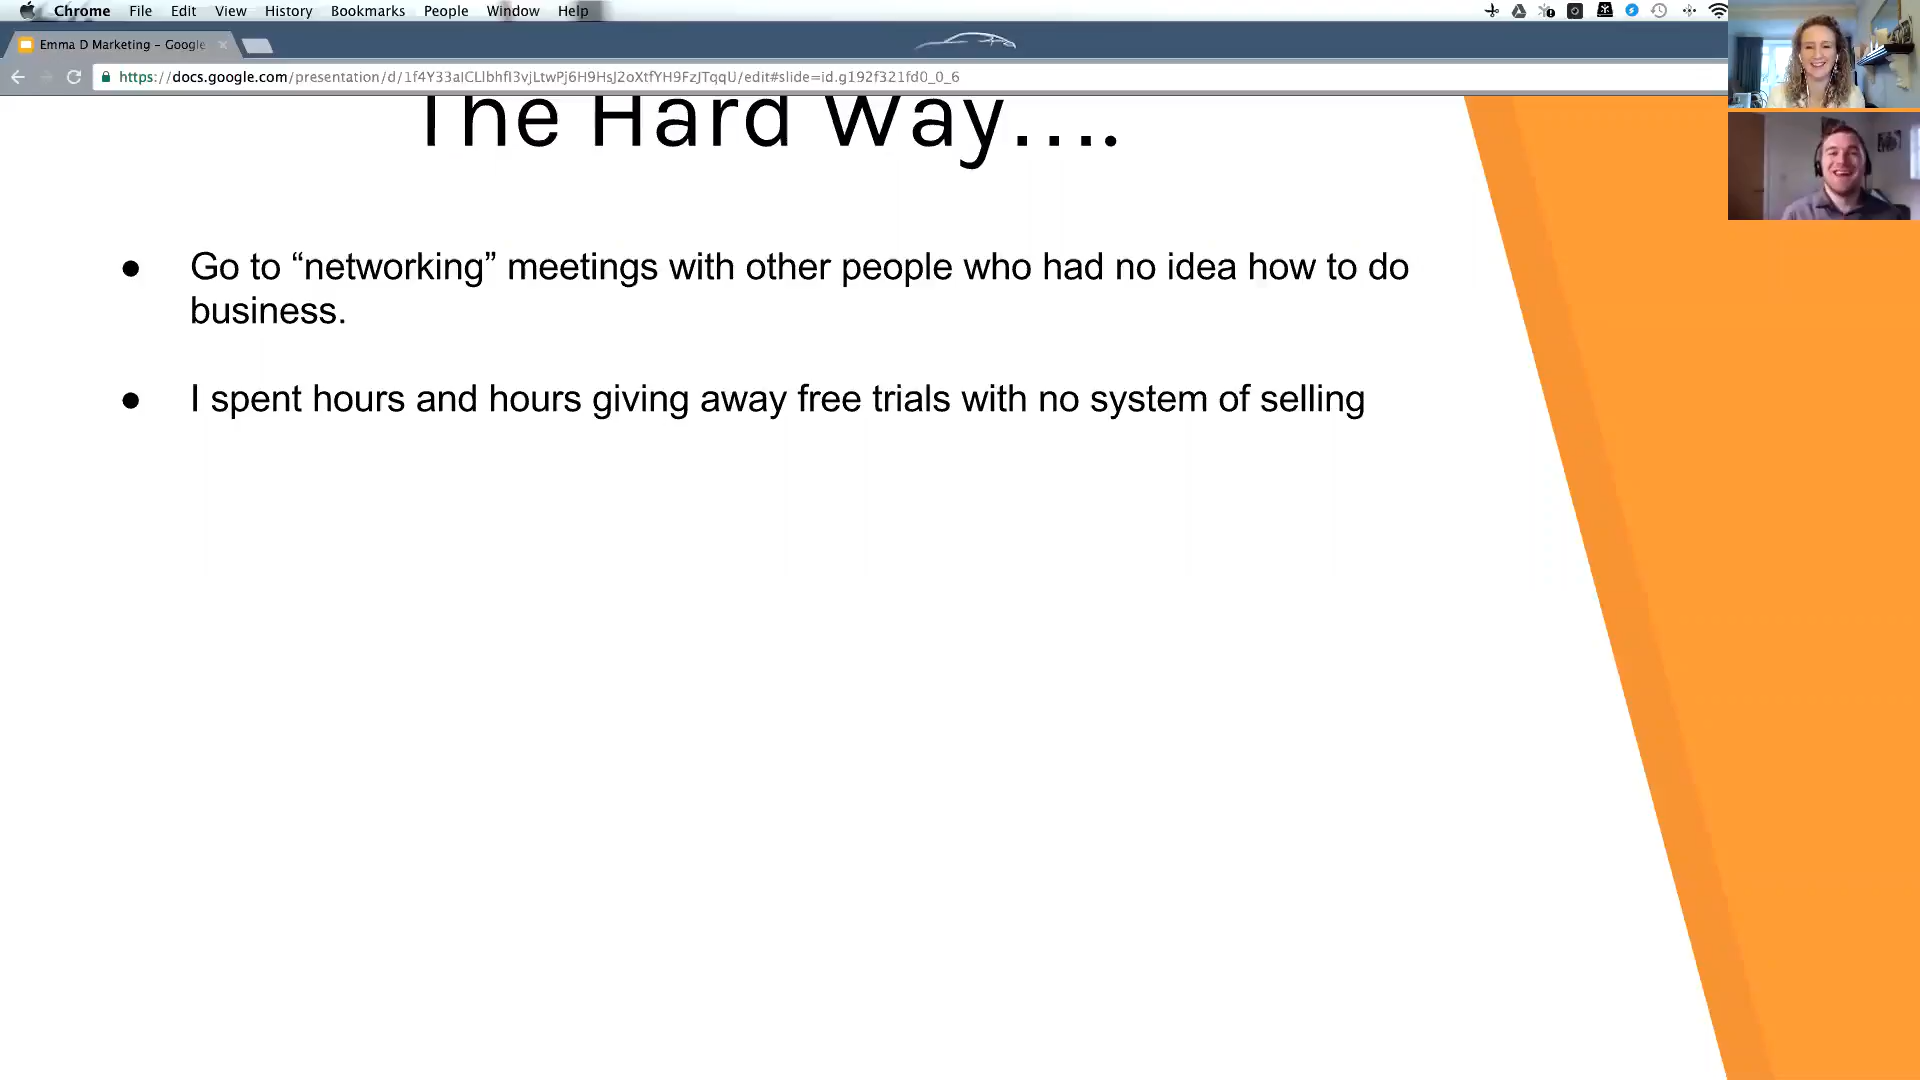 Chrome File Edit View History Bookmarks People Window Help
Emma D Marketing - Google
https://docs.google.com/presentation/d/1f4Y33alCLlbhfI3vjLtwPj6H9HsJ2oXtfYH9FzJTqqU/edit#slide=id.g192f321fd0_0_6
The Hard Way....
● Go to “networking” meetings with other people who had no idea how to do
business.
● I spent hours and hours giving away free trials with no system of selling